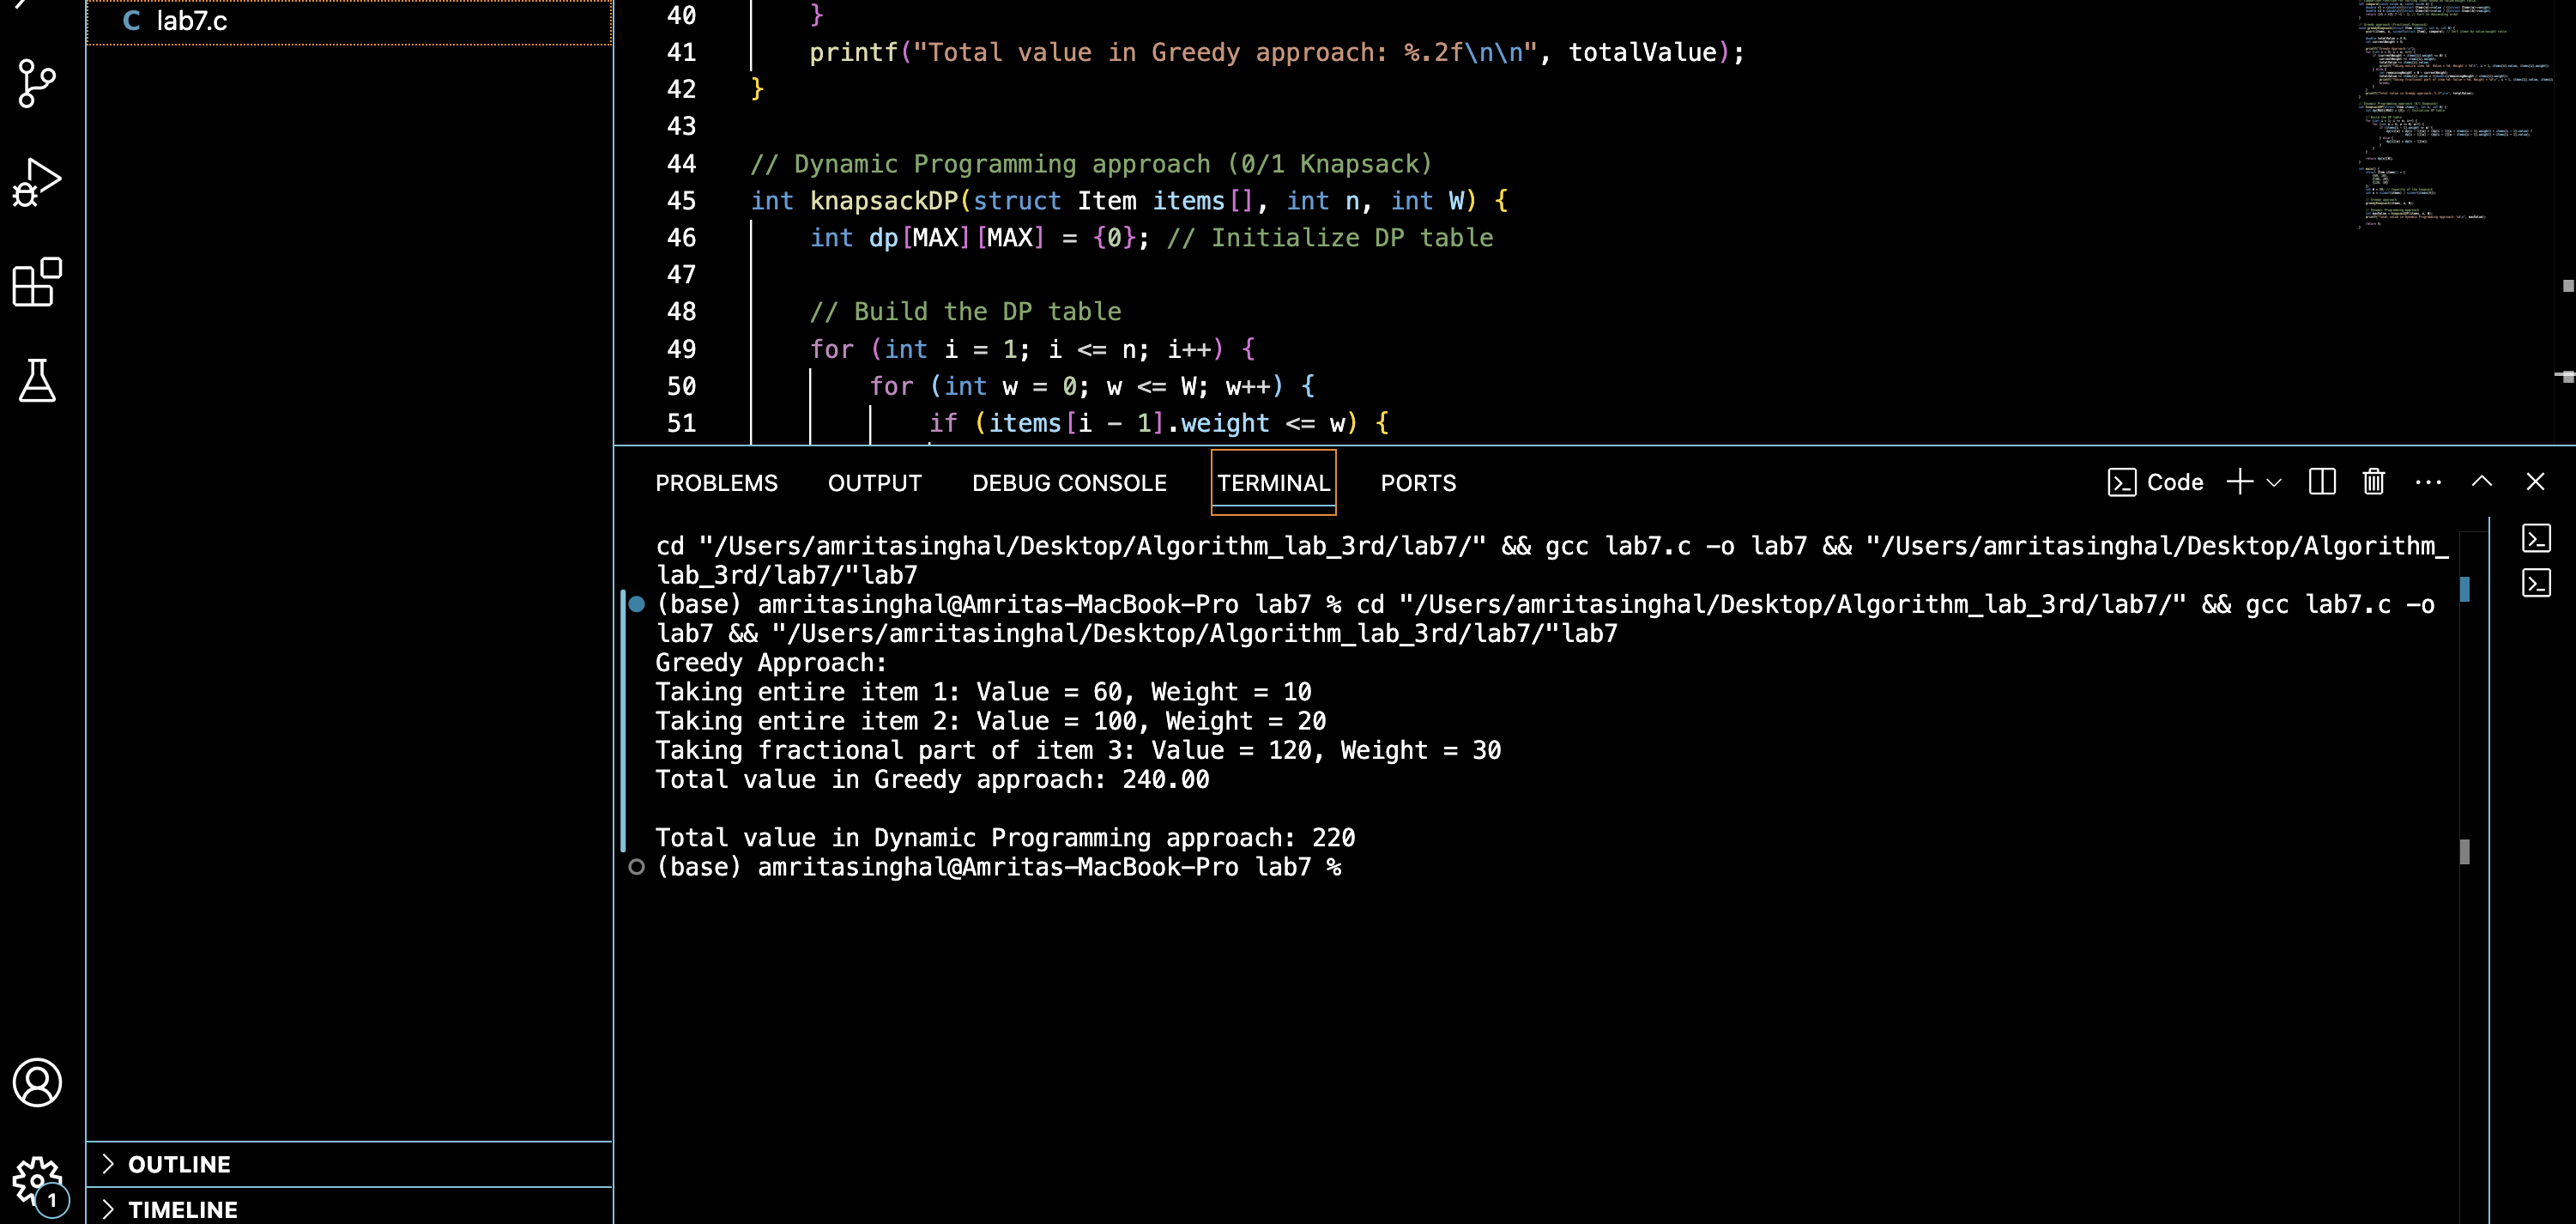 C lab7.c
40 }
41 printf("Total value in Greedy approach: %.2f\n\n", totalValue);
42 }
43
44 // Dynamic Programming approach (0/1 Knapsack)
45 int knapsackDP(struct Item items[], int n, int W) {
46 int dp[MAX][MAX] = {0}; // Initialize DP table
47
48 // Build the DP table
49 for (int i = 1; i <= n; i++) {
50 for (int w = 0; w <= W; w++) {
51 if (items[i - 1].weight <= w) {
PROBLEMS OUTPUT DEBUG CONSOLE TERMINAL PORTS Code
cd "/Users/amritasinghal/Desktop/Algorithm_lab_3rd/lab7/" && gcc lab7.c -o lab7 && "/Users/amritasinghal/Desktop/Algorithm_
lab_3rd/lab7/"lab7
(base) amritasinghal@Amritas-MacBook-Pro lab7 % cd "/Users/amritasinghal/Desktop/Algorithm_lab_3rd/lab7/" && gcc lab7.c -o
lab7 && "/Users/amritasinghal/Desktop/Algorithm_lab_3rd/lab7/"lab7
Greedy Approach:
Taking entire item 1: Value = 60, Weight = 10
Taking entire item 2: Value = 100, Weight = 20
Taking fractional part of item 3: Value = 120, Weight = 30
Total value in Greedy approach: 240.00
Total value in Dynamic Programming approach: 220
(base) amritasinghal@Amritas-MacBook-Pro lab7 %
OUTLINE
1
TIMELINE